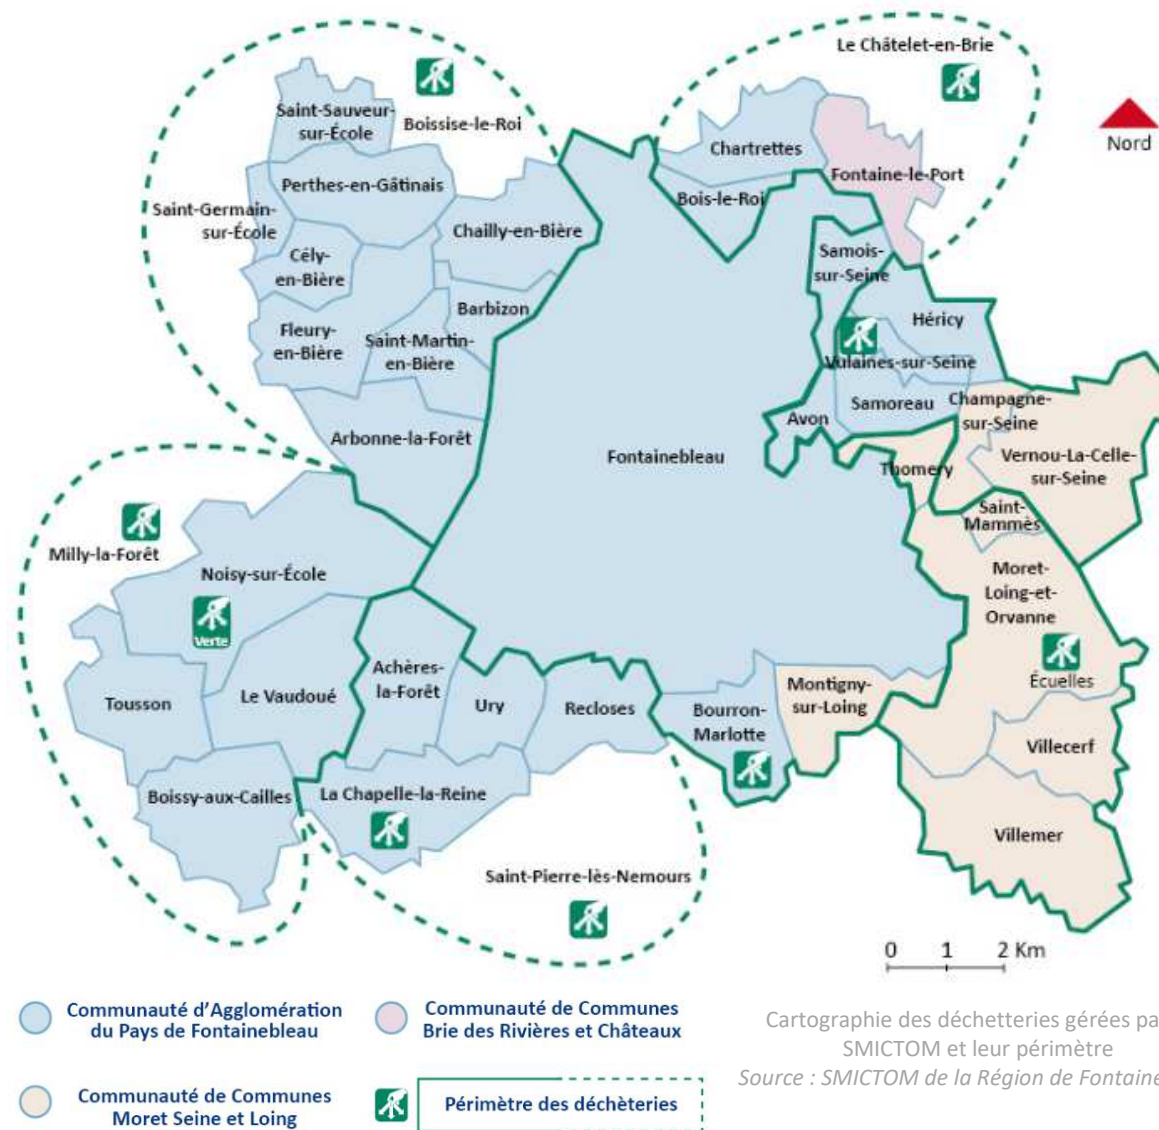 Le Châtelet-en-Brie
Nord
Saint-Sauveur-
sur-École
Boissise-le-Roi
Chartrettes
Fontaine-le-Port
Perthes-en-Gâtinais
Bois-le-Roi
Saint-Germain-
sur-École
Chailly-en-Bière
Cély-
en-Bière
Samois-
sur-Seine
Barbizon
Héricy
Fleury-
en-Bière
Saint-Martin-
en-Bière
Vulaines-sur-Seine
Samoreau
Champagne-
sur-Seine
Avon
Arbonne-la-Forêt
Fontainebleau
Thomery
Vernou-La-Celle-
sur-Seine
Saint-
Mammès
Milly-la-Forêt
Noisy-sur-École
Verte
Moret-
Loing-et-
Orvanne
Écuelles
Achères-
la-Forêt
Tousson
Le Vaudoué
Ury
Recloses
Bourron-
Marlotte
Montigny-
sur-Loing
Villecerf
Boissy-aux-Cailles
La Chapelle-la-Reine
Villemer
Saint-Pierre-lès-Nemours
0 1 2 Km
Communauté d'Agglomération
du Pays de Fontainebleau
Communauté de Communes
Brie des Rivières et Châteaux
Communauté de Communes
Moret Seine et Loing
Périmètre des déchèteries
Cartographie des déchetteries gérées pa
SMICTOM et leur périmètre
Source : SMICTOM de la Région de Fontaine